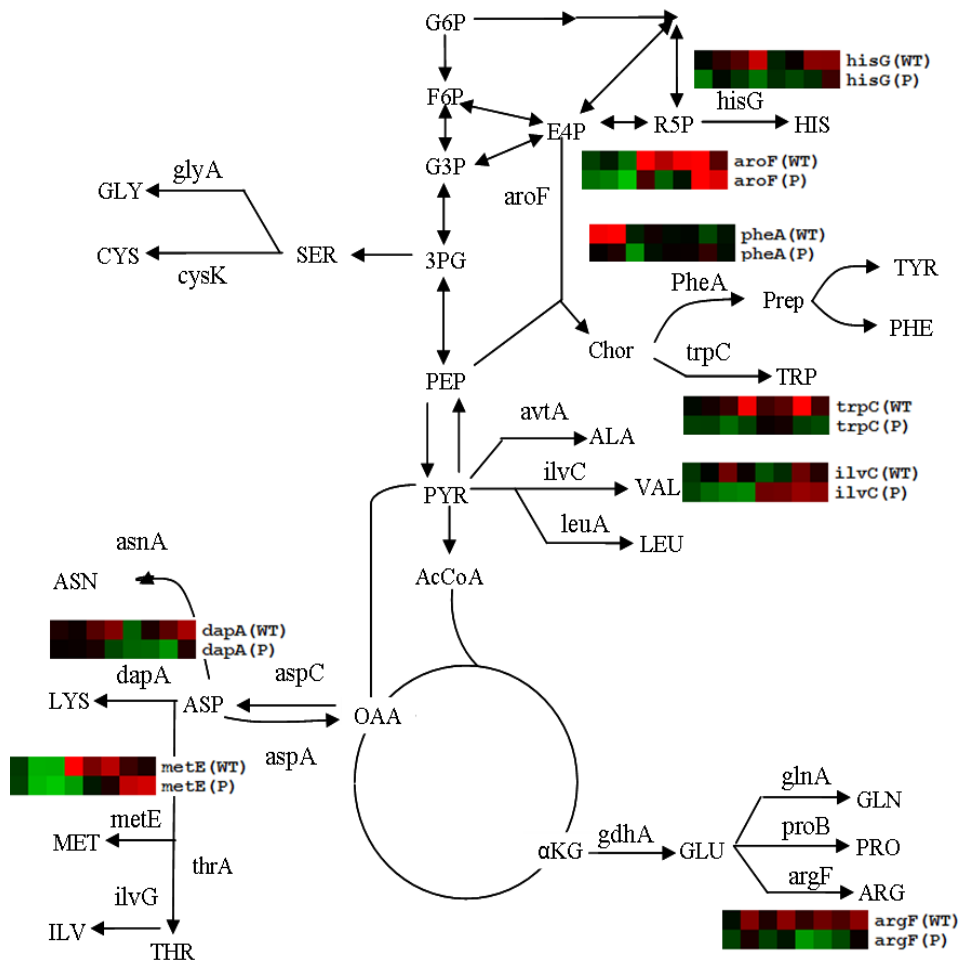 G6P
hisG(WT)
hisG(P)
F6P
hisG
E4P
R5P
HIS
G3P
aroF(WT)
aroF(P)
glyA
GLY
aroF
pheA(WT)
pheA(P)
CYS
SER
3PG
cysK
TYR
PheA
Prep
PHE
Chor
trpC
PEP
TRP
trpC(WT
trpC(P)
avtA
ALA
ilvC
ilvC(WT)
PYR
VAL
ilvC(P)
leuA
LEU
asnA
ASN
AcCoA
dapA(WT)
dapA(P)
dapA
aspC
LYS
ASP
OAA
aspA
metE(WT)
metE(P)
metE
MET
thrA
ilvG
ILV
THR
glnA
GLN
gdhA
proB
αKG
GLU
PRO
argF
ARG
argF(WT)
argF(P)